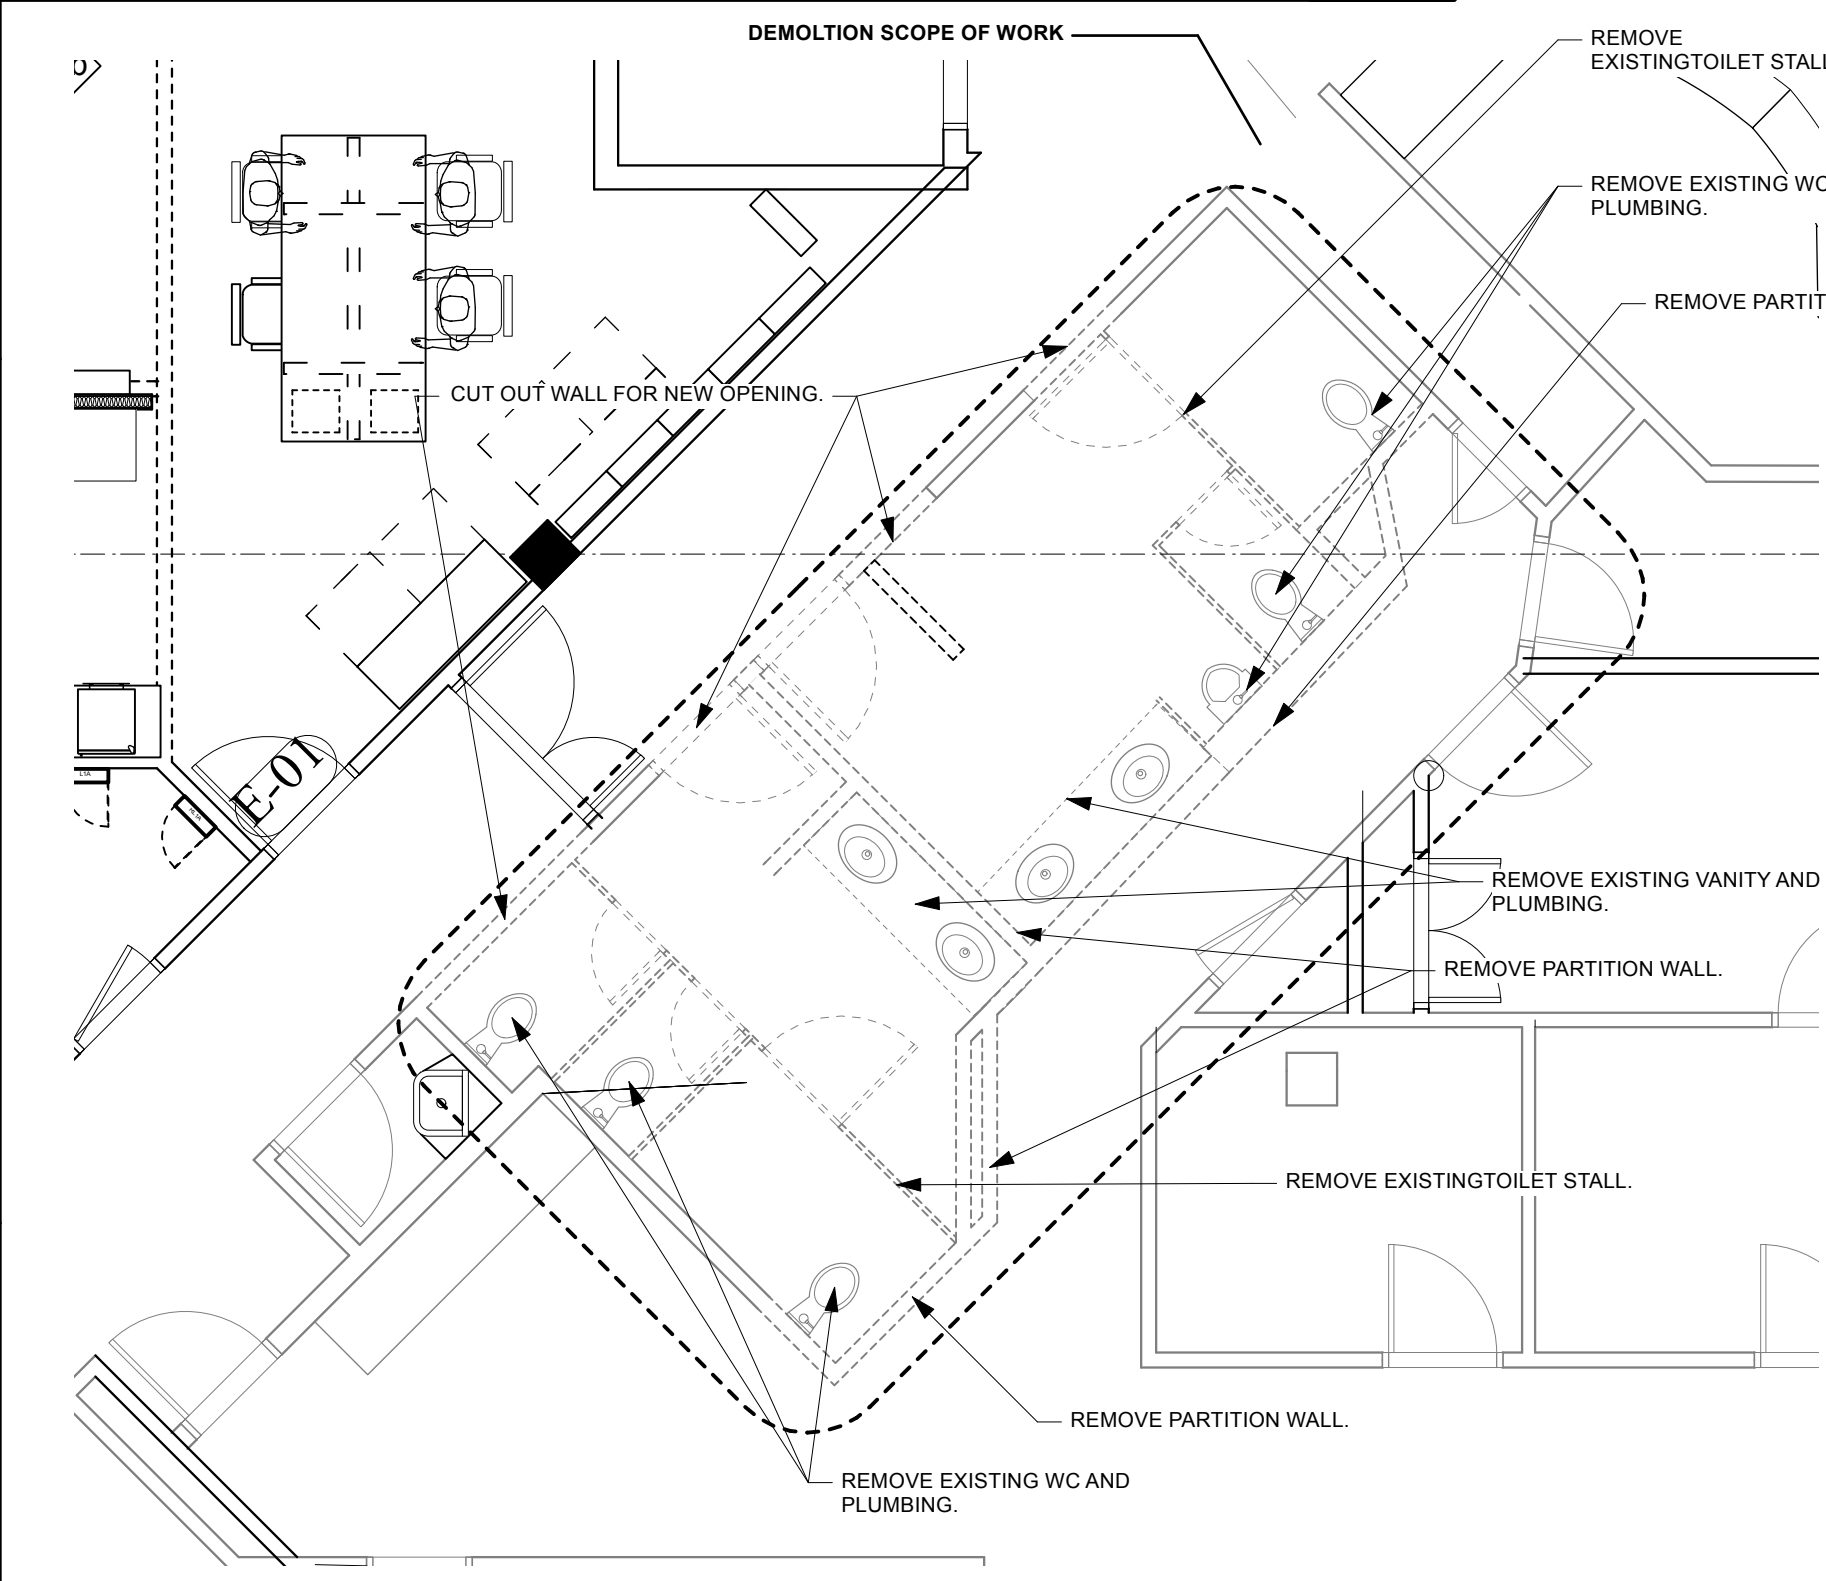 DEMOLTION SCOPE OF WORK
REMOVE
EXISTINGTOILET STALL
REMOVE EXISTING WC
PLUMBING.
REMOVE PARTIT
CUT OUT WALL FOR NEW OPENING.
E-01
L1A
REMOVE EXISTING VANITY AND
PLUMBING.
REMOVE PARTITION WALL.
REMOVE EXISTINGTOILET STALL.
REMOVE PARTITION WALL.
REMOVE EXISTING WC AND
PLUMBING.